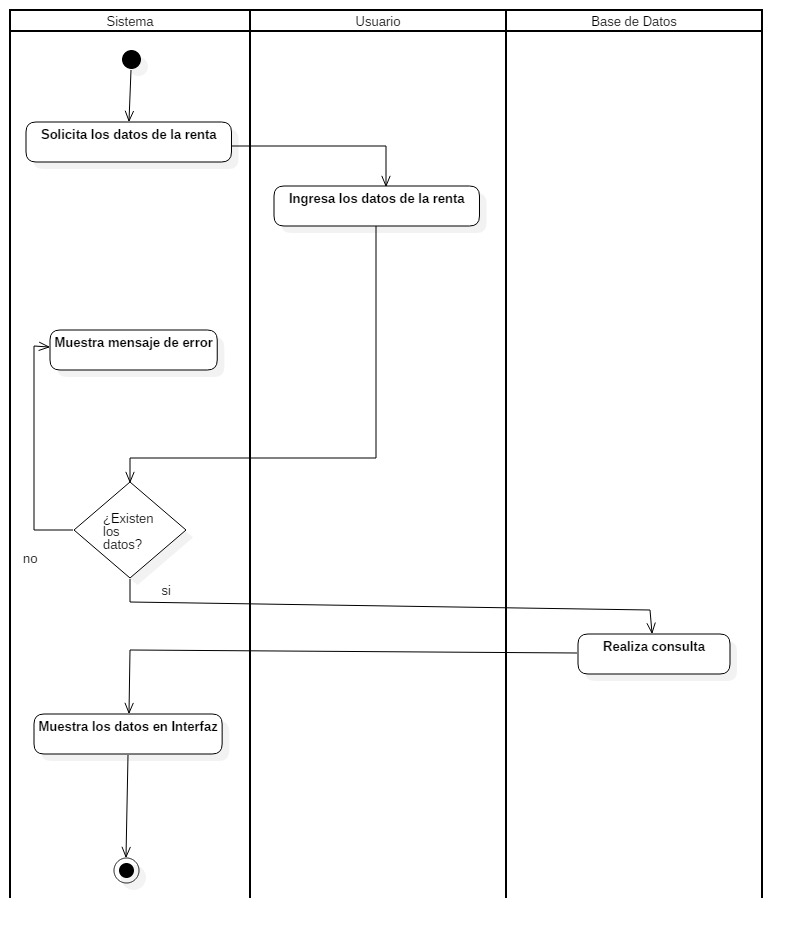 Sistema
Usuario
Base de Datos
Solicita los datos de la renta
Ingresa los datos de la renta
Muestra mensaje de error
¿Existen
los
datos?
no
si
Realiza consulta
Muestra los datos en Interfaz